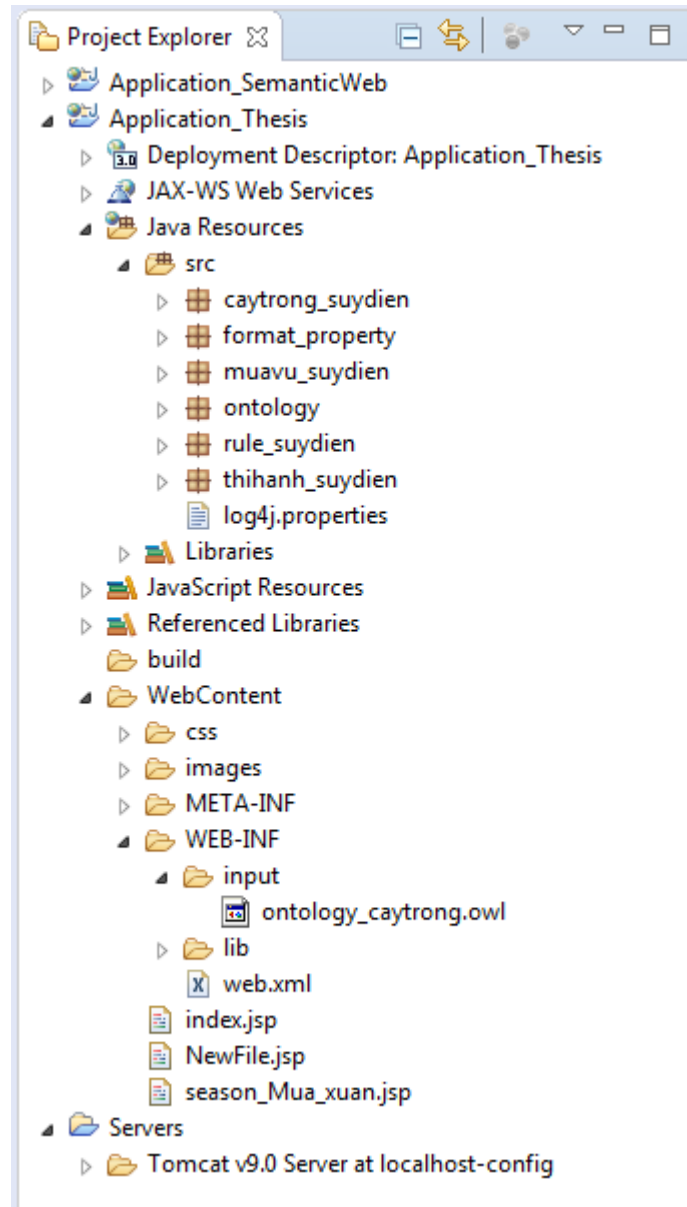 Project Explorer
Application_SemanticWeb
Application_Thesis
3.0 Deployment Descriptor: Application_Thesis
JAX-WS Web Services
Java Resources
src
caytrong_suydien
format_property
muavu_suydien
ontology
rule_suydien
thihanh_suydien
log4j.properties
Libraries
JavaScript Resources
Referenced Libraries
build
WebContent
css
images
META-INF
WEB-INF
input
ontology_caytrong.owl
lib
X web.xml
index.jsp
NewFile.jsp
season_Mua_xuan.jsp
Servers
Tomcat v9.0 Server at localhost-config